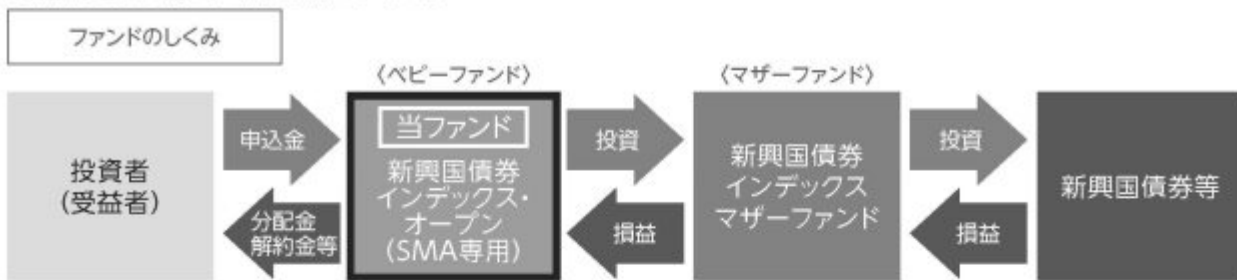 ファンドのしくみ
〈ベビーファンド〉
〈マザーファンド〉
投資者
(受益者)
申込金
分配金
解約金等
当ファンド
新興国債券
インデックス・
オープン
(SMA専用)
投資
損益
新興国債券
インデックス
マザーファンド
投資
損益
新興国債券等